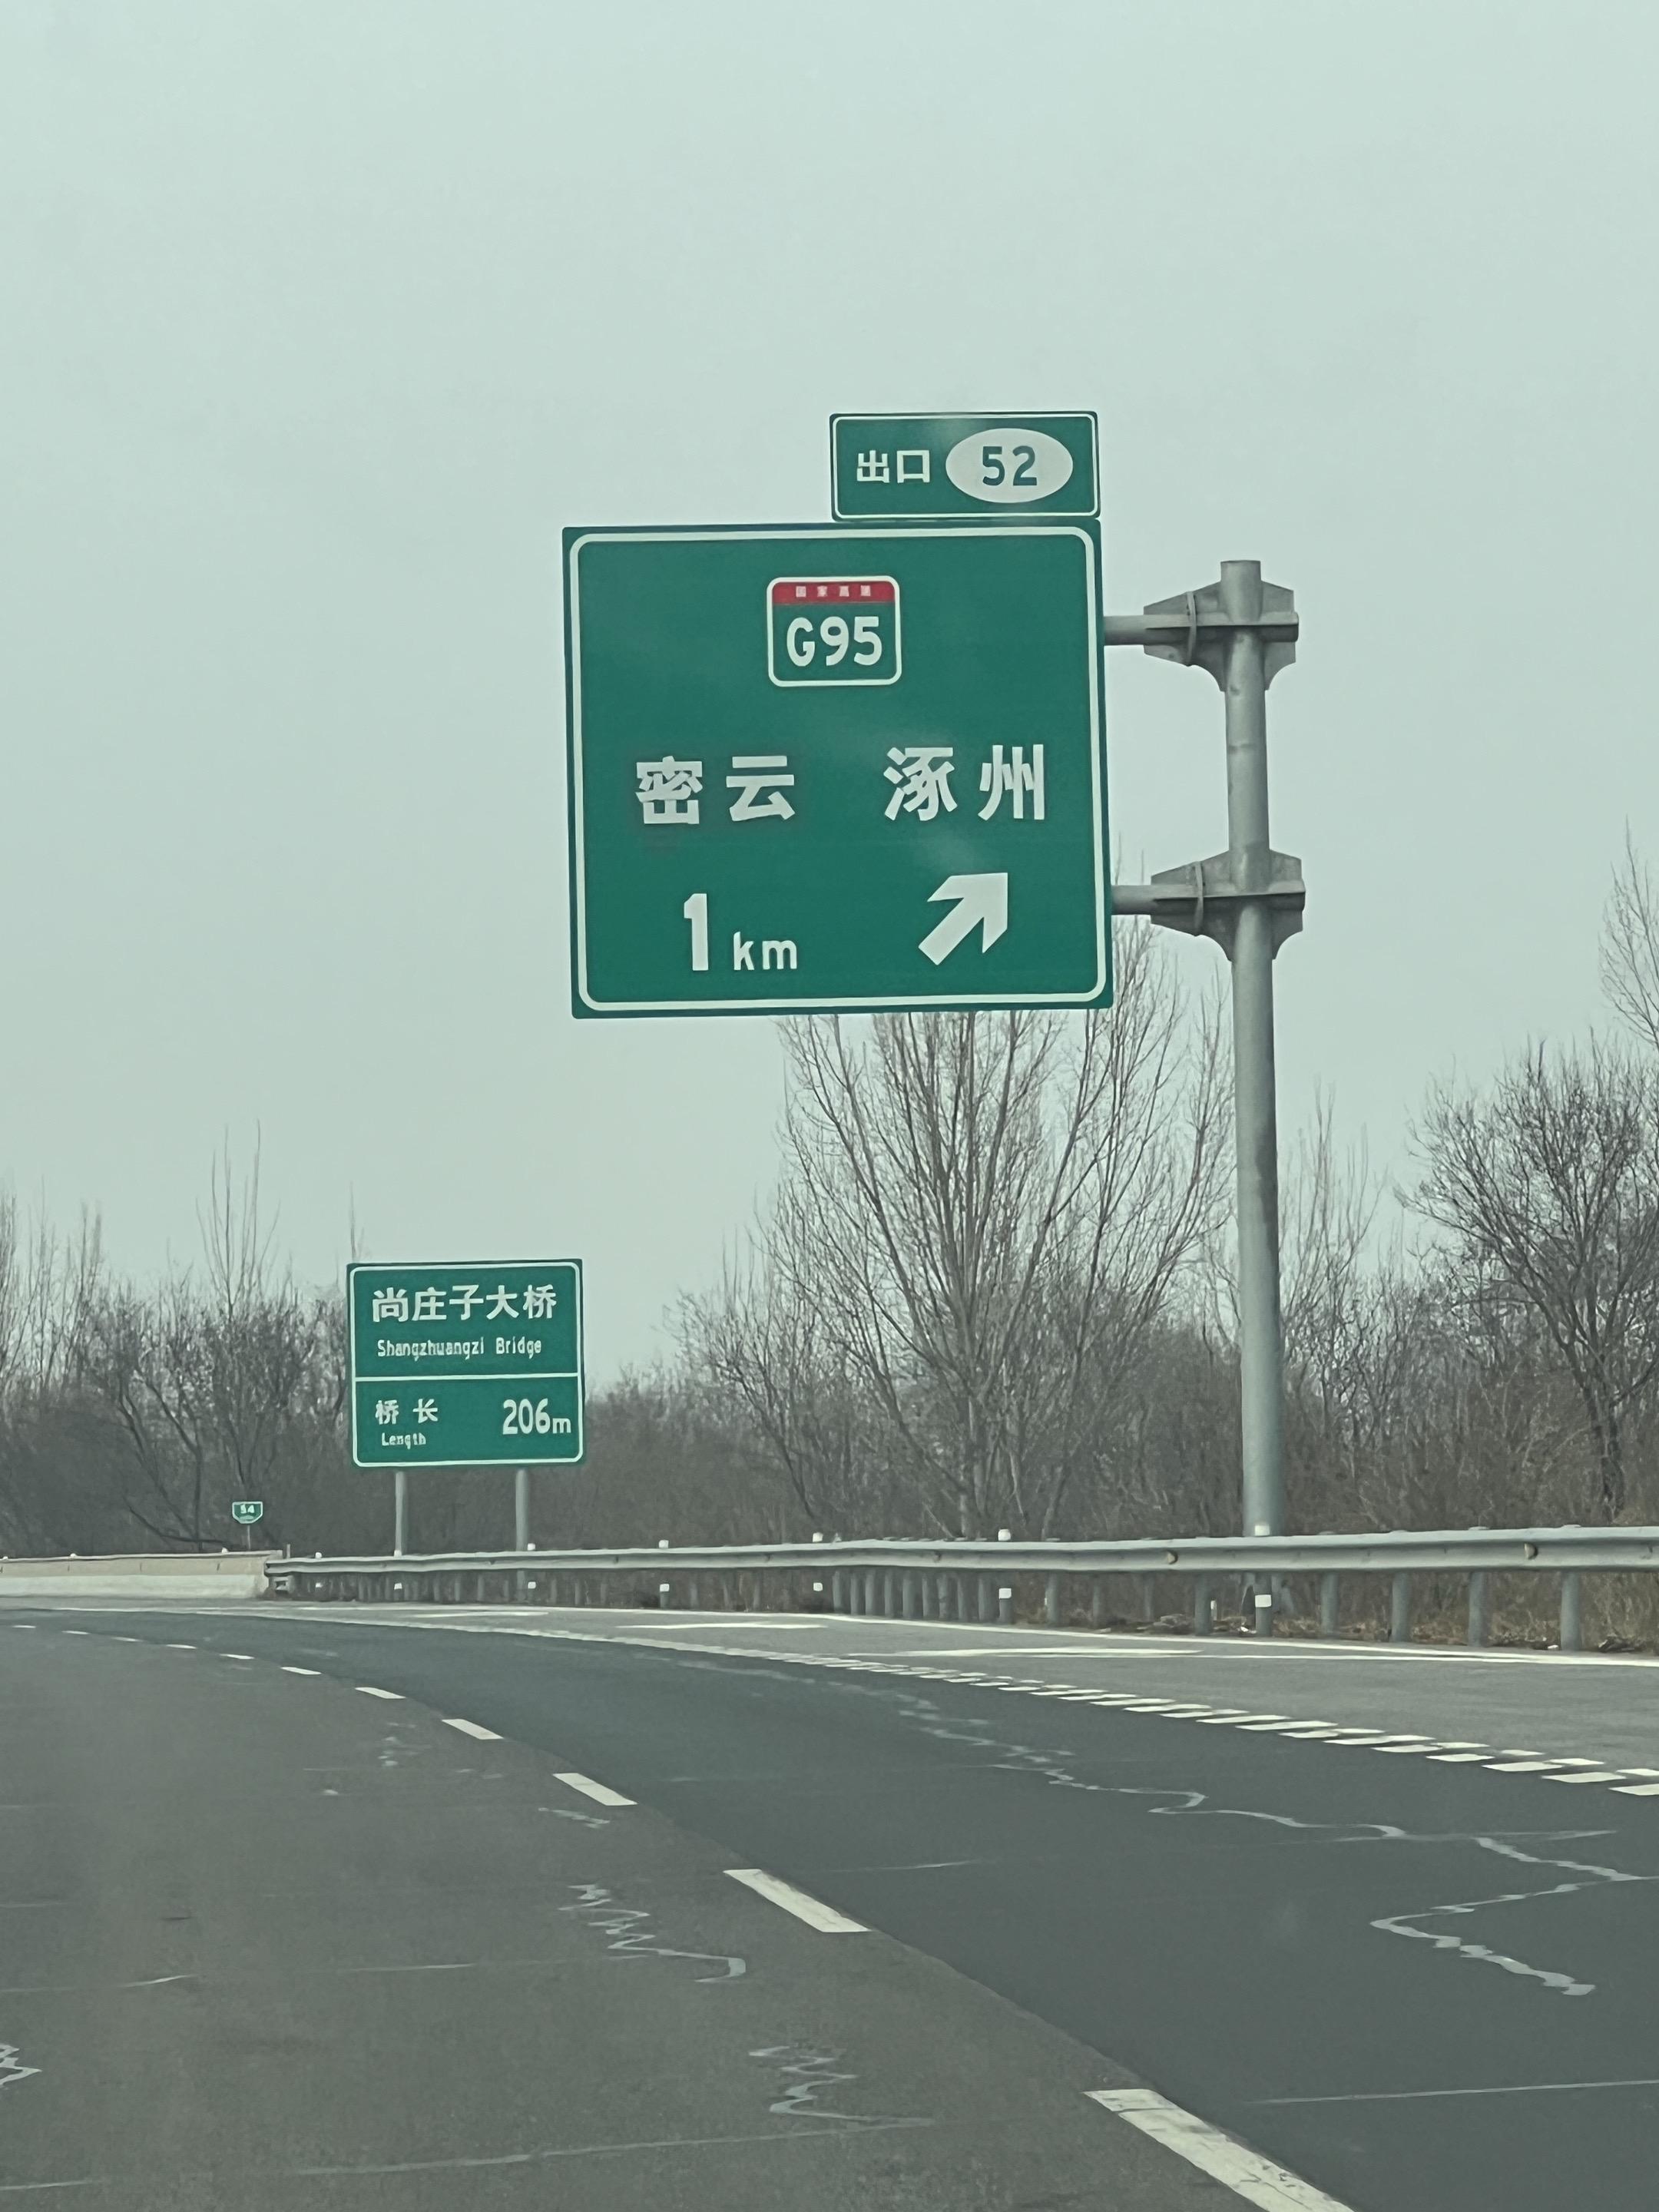 出口 52
国家高速
G95
密云 涿州
1km
尚庄子大桥
Shangzhuangzi Bridge
桥长 206m
Length
54